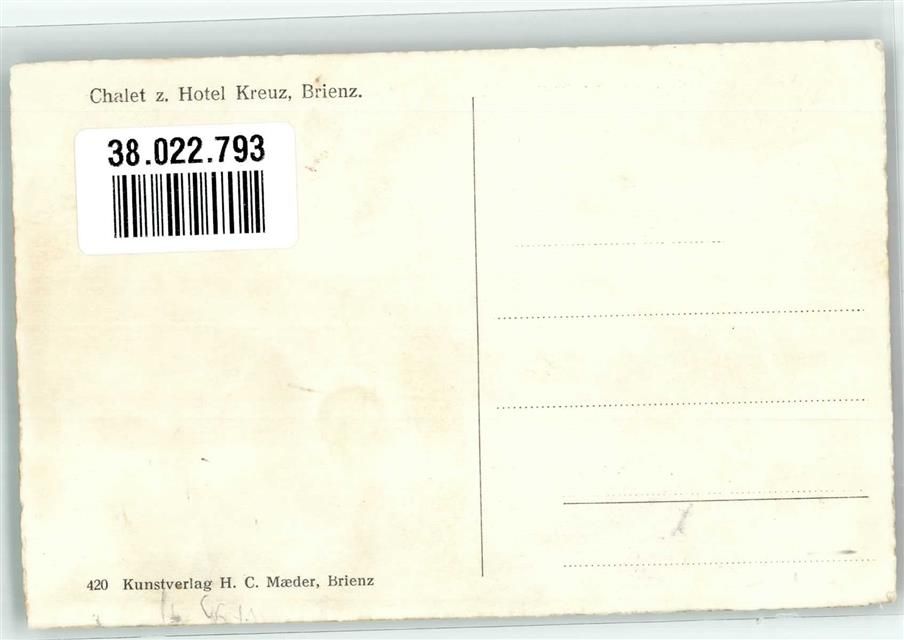 Chalet z. Hotel Kreuz, Brienz.
38.022.793
420 Kunstverlag H. C. Mæder, Brienz